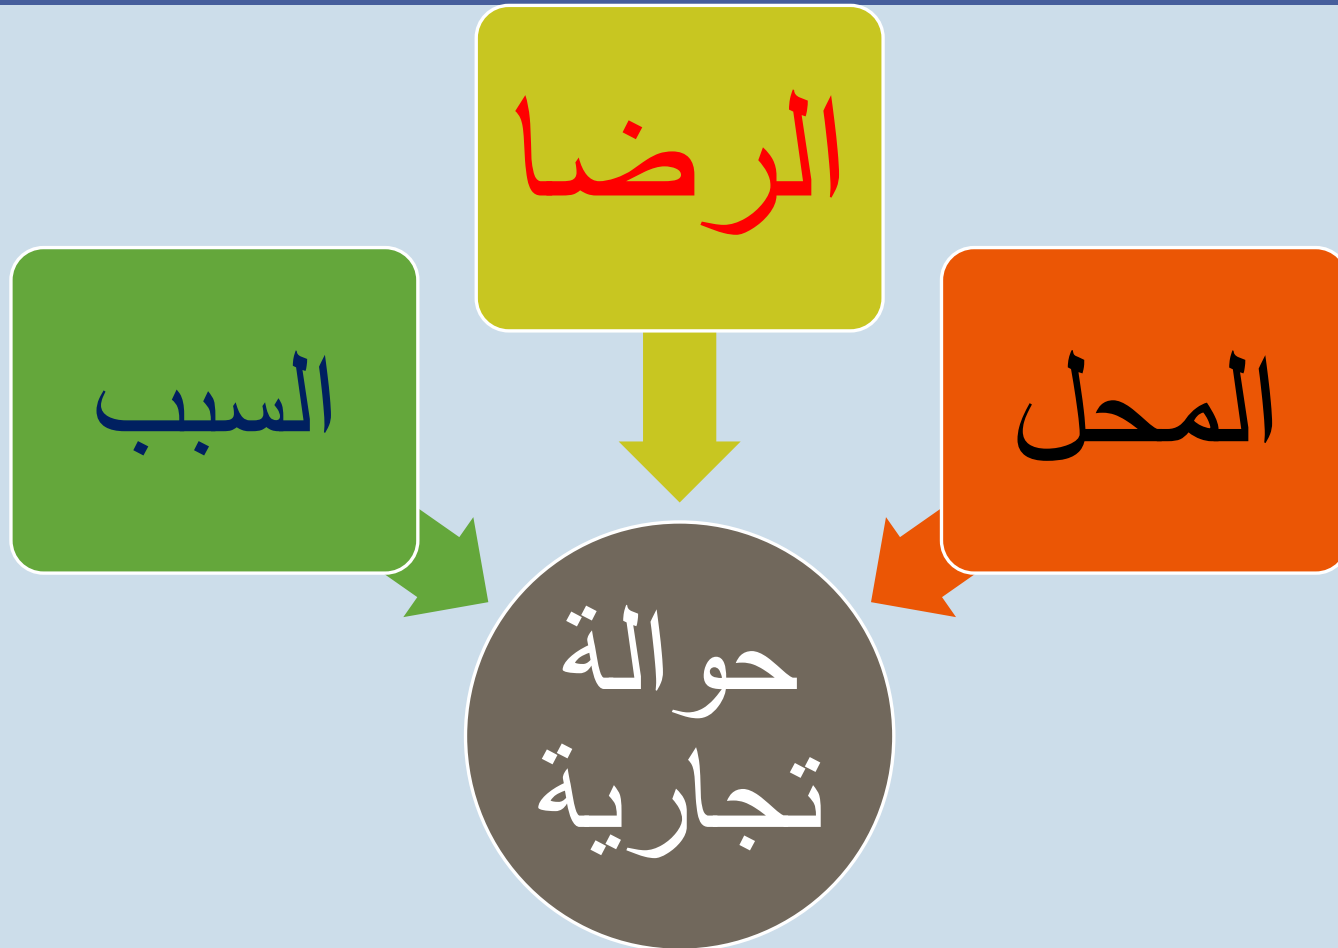 الرضا
المحل
السبب
حوالة
تجارية